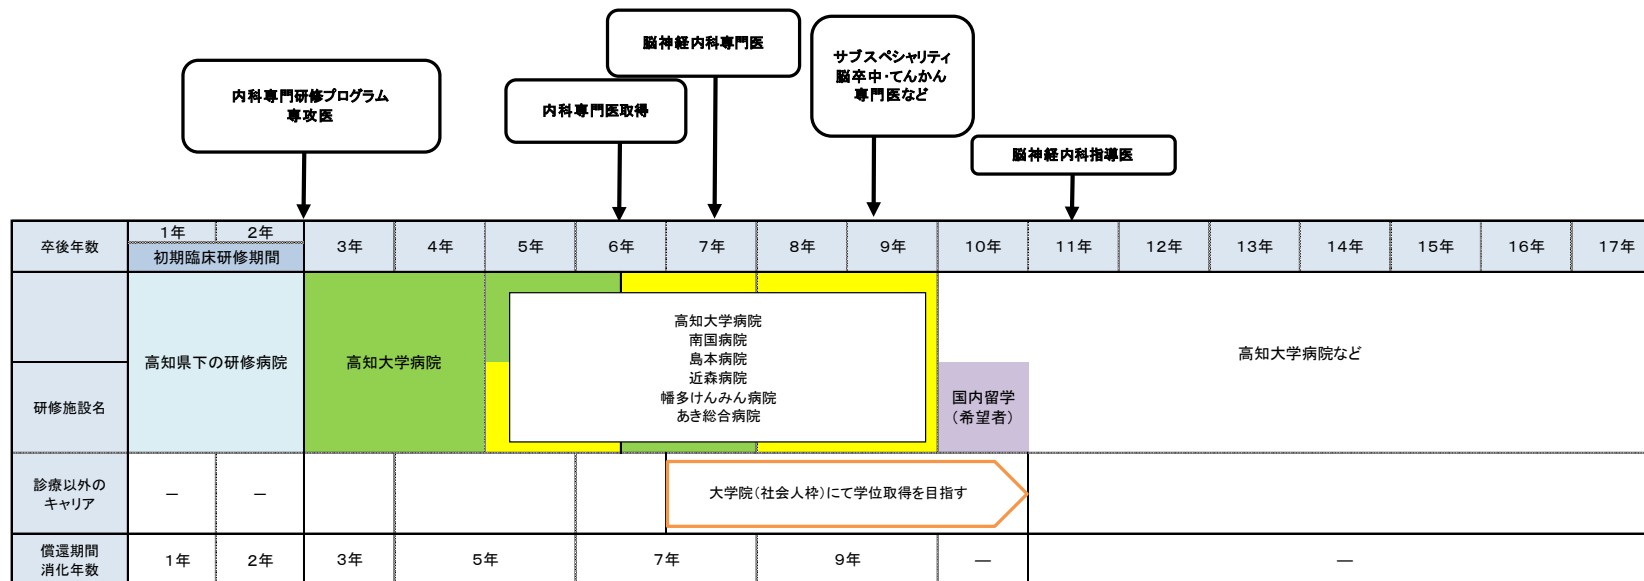 脳神経内科専門医
サブスペシャリティ
脳卒中・てんかん
専門医など
内科専門研修プログラム
専攻医
内科専門医取得
脳神経内科指導医
卒後年数
1年
2年
初期臨床研修期間
3年
4年
5年
6年
7年
8年
9年
10年
11年
12年
13年
14年
15年
16年
17年
研修施設名
高知県下の研修病院
高知大学病院
高知大学病院
南国病院
島本病院
近森病院
幡多けんみん病院
あき総合病院
国内留学
(希望者)
高知大学病院など
診療以外の
キャリア
－
－
大学院(社会人枠)にて学位取得を目指す
償還期間
消化年数
1年
2年
3年
5年
7年
9年
―
―